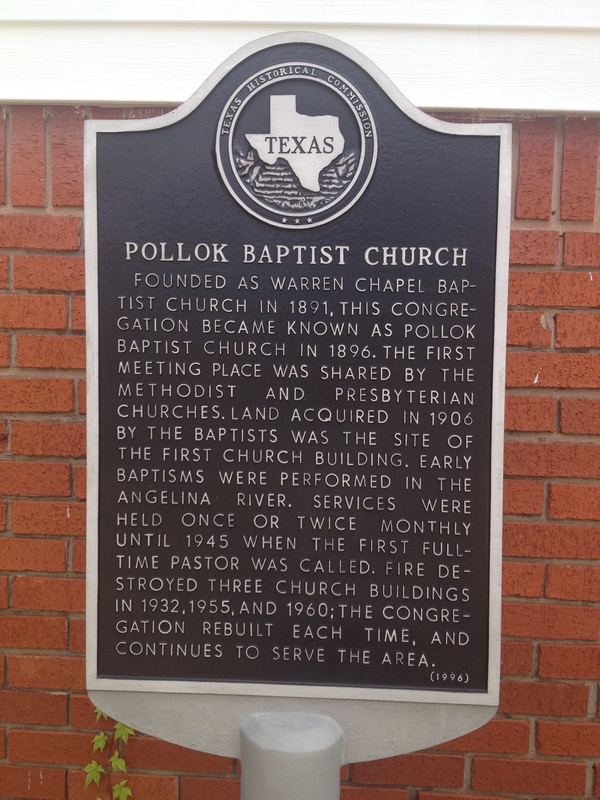 TEXAS HISTORICAL COMMISSION
TEXAS
POLLOK BAPTIST CHURCH
FOUNDED AS WARREN CHAPEL BAP-
TIST CHURCH IN 1891, THIS CONGRE-
GATION BECAME KNOWN AS POLLOK
BAPTIST CHURCH IN 1896. THE FIRST
MEETING PLACE WAS SHARED BY THE
METHODIST AND PRESBYTERIAN
CHURCHES. LAND ACQUIRED IN 1906
BY THE BAPTISTS WAS THE SITE OF
THE FIRST CHURCH BUILDING. EARLY
BAPTISMS WERE PERFORMED IN THE
ANGELINA RIVER. SERVICES WERE
HELD ONCE OR TWICE MONTHLY
UNTIL 1945 WHEN THE FIRST FULL-
TIME PASTOR WAS CALLED. FIRE DE-
STROYED THREE CHURCH BUILDINGS
IN 1932, 1955, AND 1960; THE CONGRE-
GATION REBUILT EACH TIME, AND
CONTINUES TO SERVE THE AREA.
(1996)